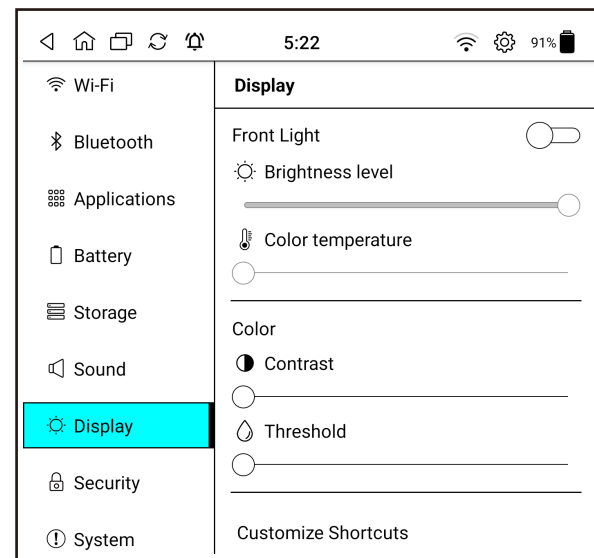 5:22
91%
Wi-Fi
Bluetooth
Applications
Battery
Storage
Sound
Display
Security
System
Display
Front Light
Brightness level
Color temperature
Color
Contrast
Threshold
Customize Shortcuts